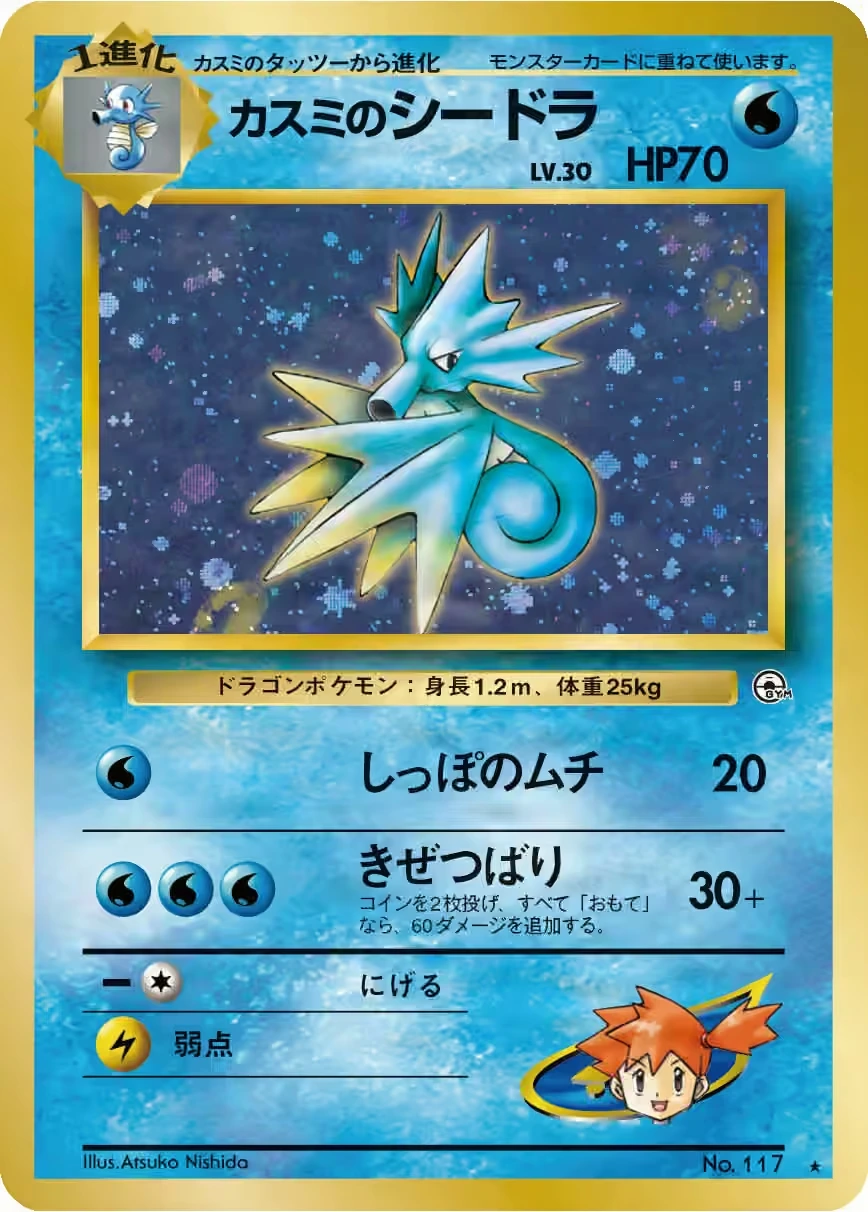 1進化
カスミのタッツーから進化
モンスターカードに重ねて使います。
カスミのシードラ
LV.30 HP70
ドラゴンポケモン：身長1.2m、体重25kg
GYM
しっぽのムチ 20
きぜつばり 30+
コインを2枚投げ、すべて「おもて」
なら、60ダメージを追加する。
にげる
弱点
Illus.Atsuko Nishida
No. 117 ★